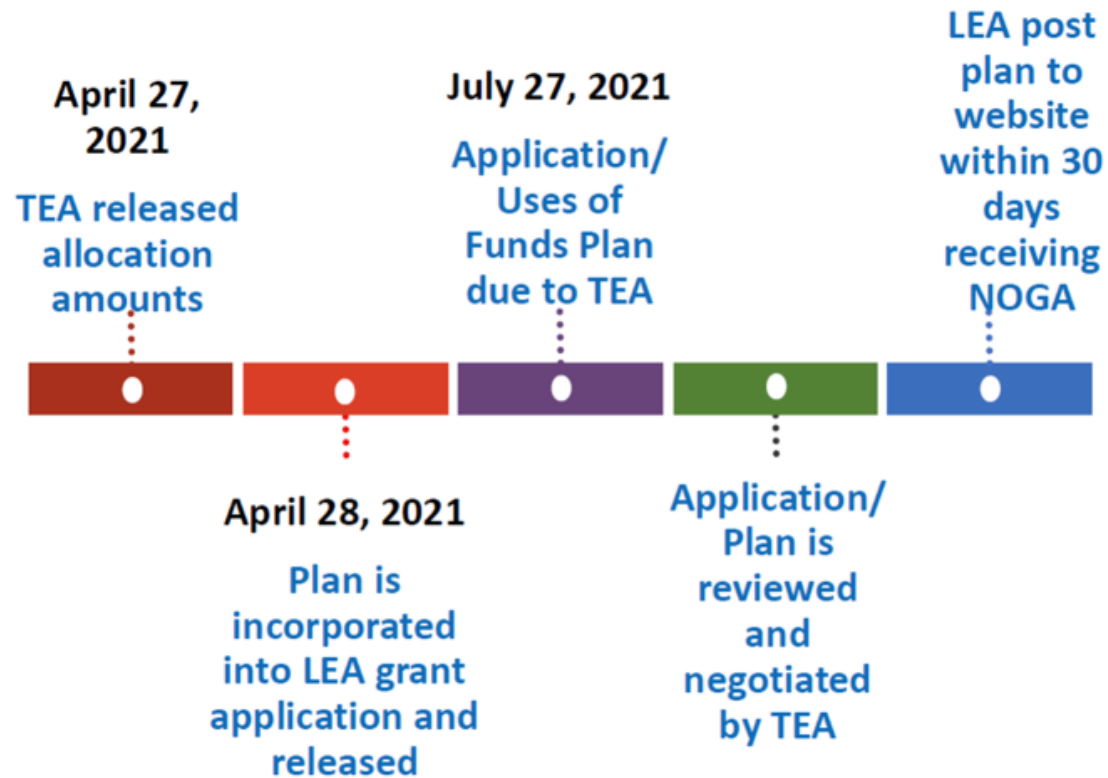 April 27,
2021
TEA released
allocation
amounts
April 28, 2021
Plan is
incorporated
into LEA grant
application and
released
July 27, 2021
Application/
Uses of
Funds Plan
due to TEA
Application/
Plan is
reviewed
and
negotiated
by TEA
LEA post
plan to
website
within 30
days
receiving
NOGA